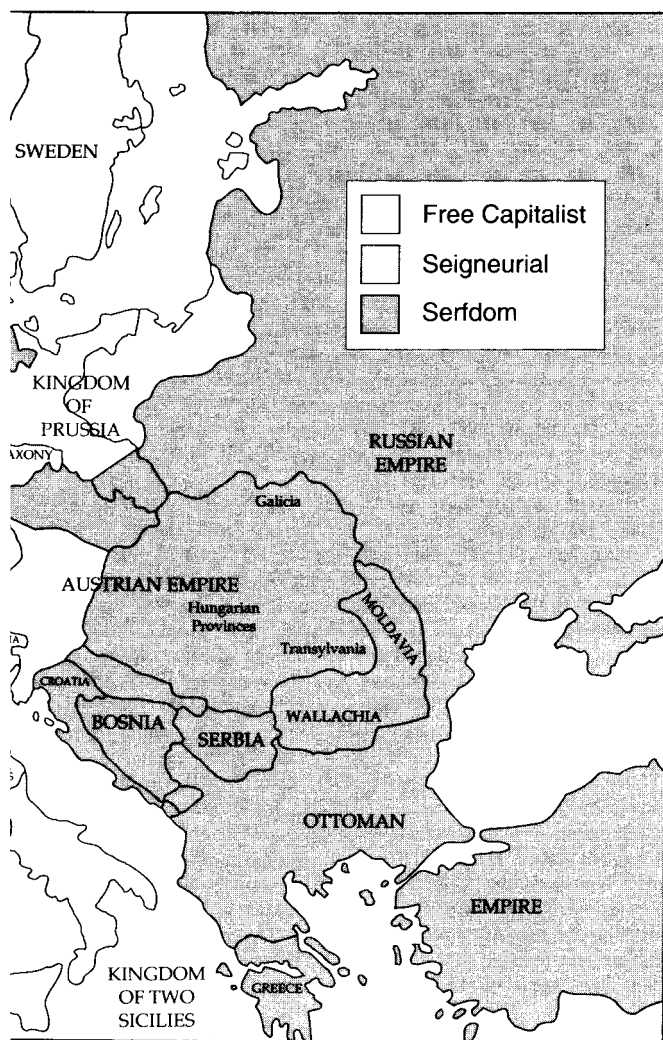 SWEDEN
Free Capitalist
Seigneurial
Serfdom
KINGDOM
OF
PRUSSIA
AXONY
RUSSIAN
EMPIRE
Galicia
AUSTRIAN EMPIRE
Hungarian
Provinces
MOLDAVIA
Transylvania
CROATIA
BOSNIA
SERBIA
WALLACHIA
OTTOMAN
EMPIRE
KINGDOM
OF TWO
SICILIES
GREECE